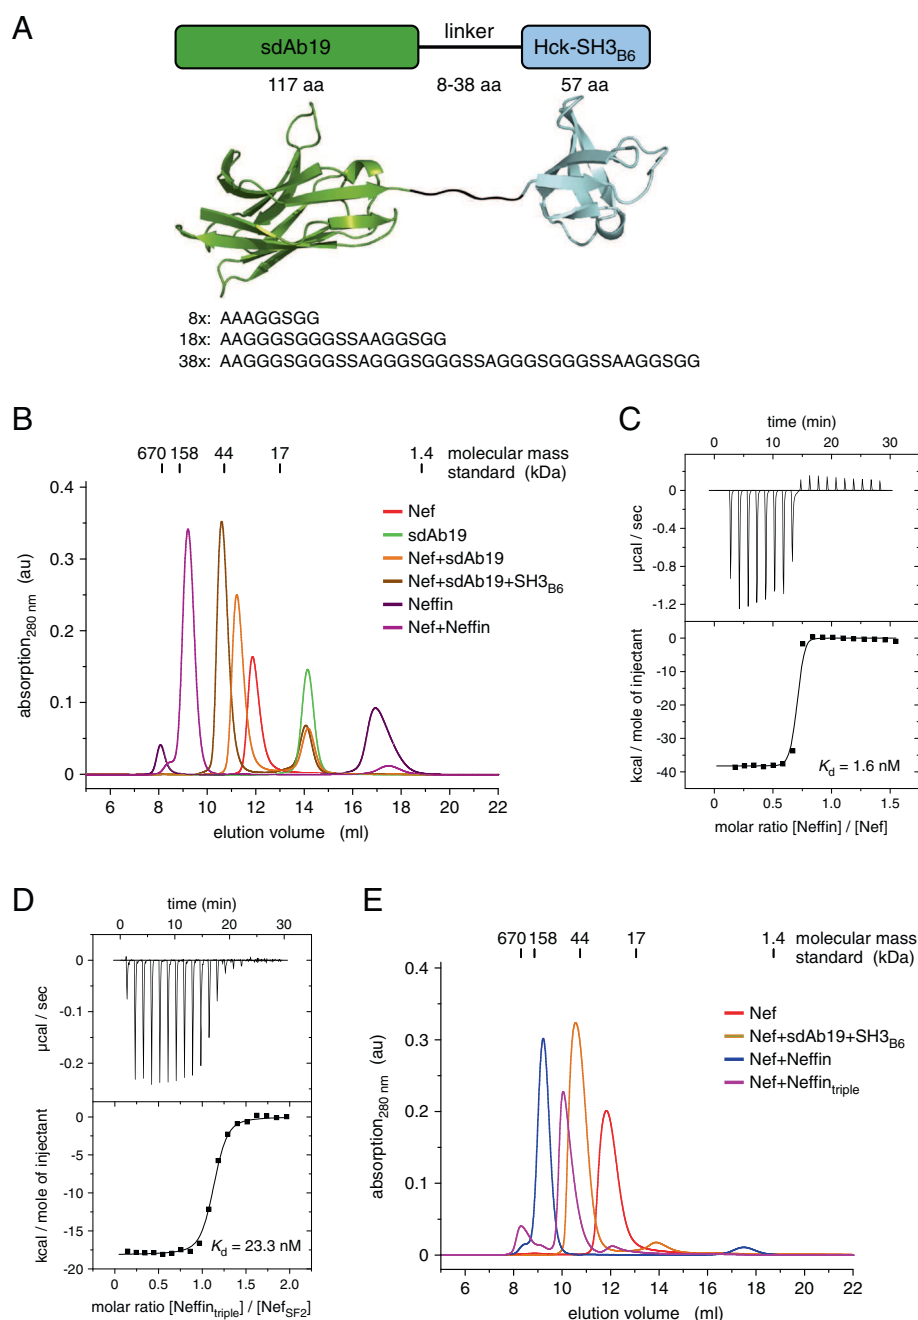 A
sdAb19
linker
Hck-SH3B6
117 aa
8-38 aa
57 aa
8x: AAAGGSGG
18x: AAGGGSGGGSSAAGGSGG
38x: AAGGGSGGGSSAGGGSGGGSSAGGGSGGGSSAAGGSGG
B
670 158 44 17 1.4 molecular mass
standard (kDa)
0.4
0.3
0.2
0.1
0
absorption280 nm (au)
Nef
sdAb19
Nef+sdAb19
Nef+sdAb19+SH3B6
Neffin
Nef+Neffin
6 8 10 12 14 16 18 20 22
elution volume (ml)
C
time (min)
0 10 20 30
0
-0.4
-0.8
-1.2
µcal / sec
0
-10
-20
-30
-40
kcal / mole of injectant
Kd = 1.6 nM
0 0.5 1.0 1.5
molar ratio [Neffin] / [Nef]
D
time (min)
0 10 20 30
0
-0.1
-0.2
µcal / sec
0
-5
-10
-15
-20
kcal / mole of injectant
Kd = 23.3 nM
0 0.5 1.0 1.5 2.0
molar ratio [Neffintriple] / [NefSF2]
E
670 158 44 17 1.4 molecular mass
standard (kDa)
0.4
0.3
0.2
0.1
0
absorption280 nm (au)
Nef
Nef+sdAb19+SH3B6
Nef+Neffin
Nef+Neffintriple
6 8 10 12 14 16 18 20 22
elution volume (ml)